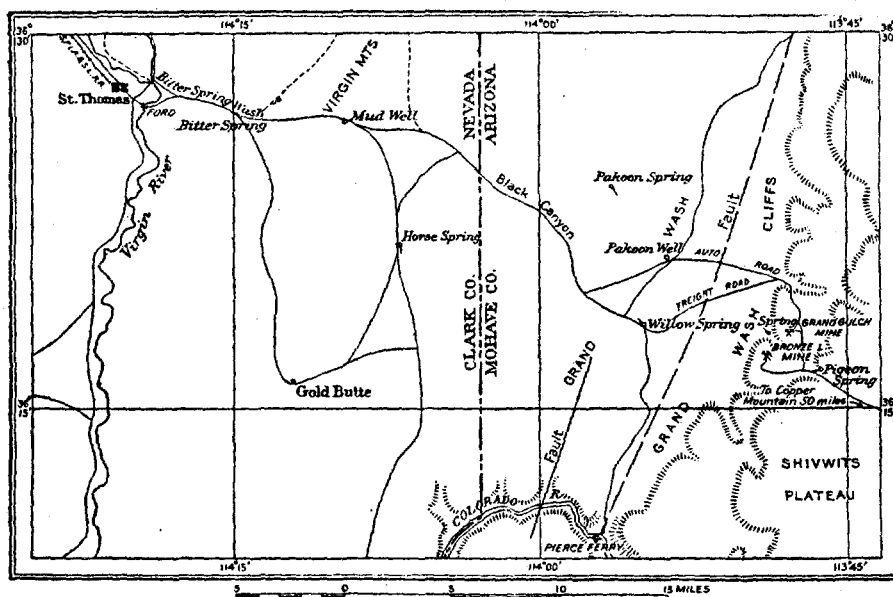 36°
30'
114°15'
114°00'
113°45'
36°
30'
St. Thomas
FORD
Bitter Spring Wash
Bitter Spring
VIRGIN MTS
Mud Well
NEVADA
ARIZONA
Virgin River
Black Canyon
Pakoon Spring
WASH
Fault
CLIFFS
Horse Spring
Pakoon Well
AUTO ROAD
FREIGHT ROAD
CLARK CO.
MOHAVE CO.
Willow Springs
Spring
GRAND GULCH
MINE
WASH
BRONZE L.
MINE
Pigeon
Spring
Gold Butte
GRAND
Fault
GRAND
To Copper
Mountain 50 miles
36°
15'
36°
15'
SHIVWITS
PLATEAU
COLORADO R.
PIERCE FERRY
114°15'
114°00'
113°45'
5 0 5 10 15 MILES